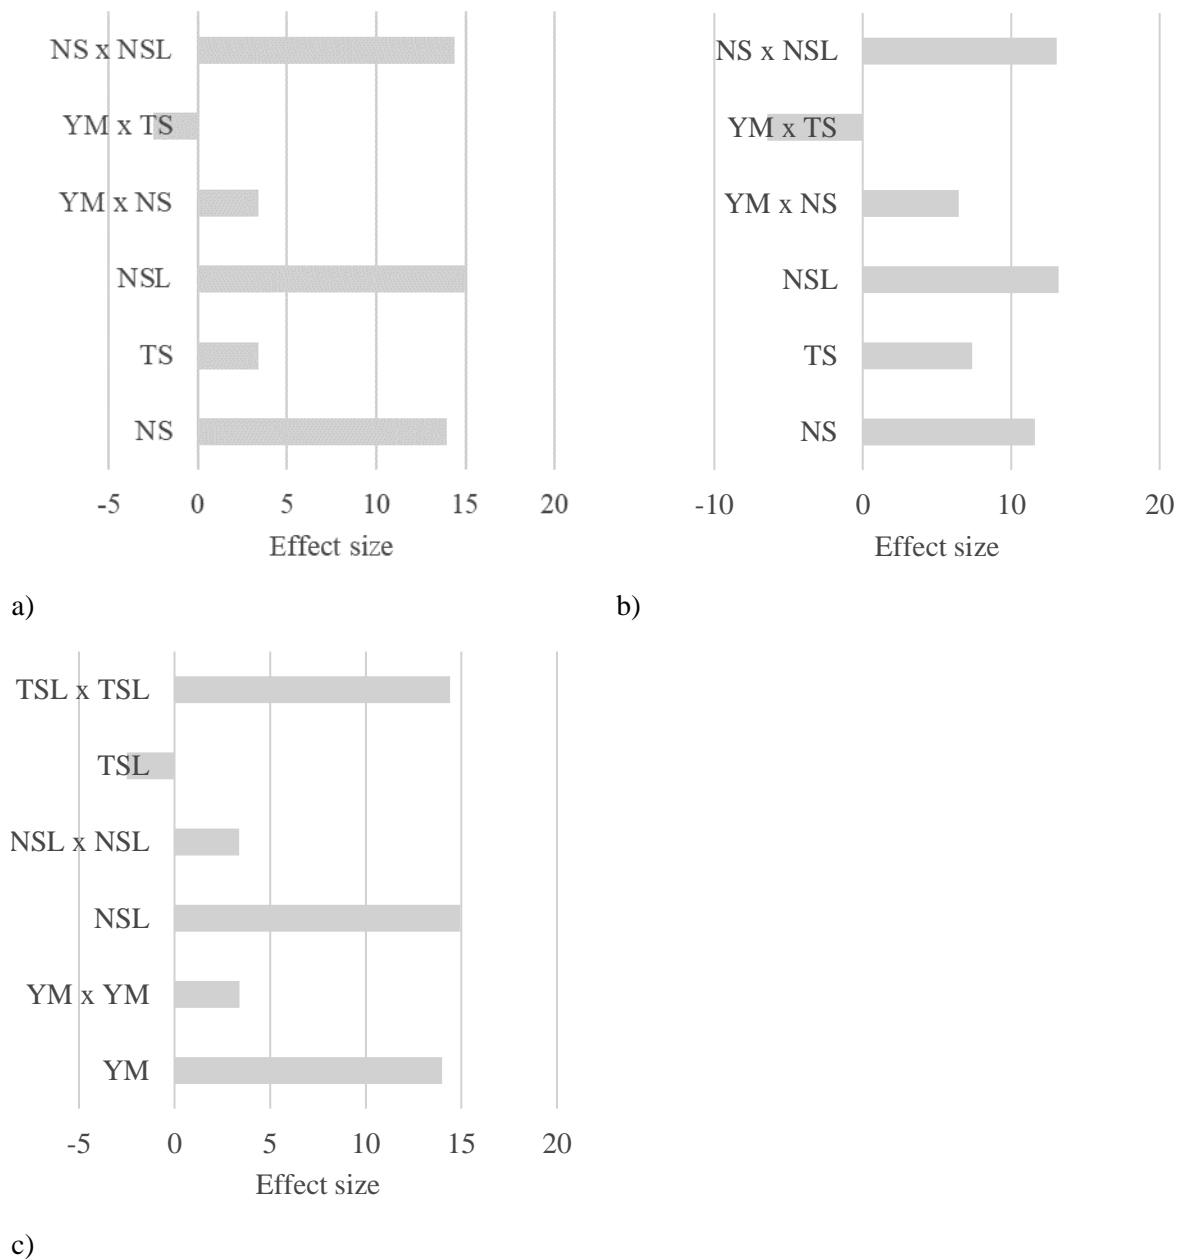 NS x NSL
YM x TS
YM x NS
NSL
TS
NS
-5 0 5 10 15 20
Effect size
a)
NS x NSL
YM x TS
YM x NS
NSL
TS
NS
-10 0 10 20
Effect size
b)
TSL x TSL
TSL
NSL x NSL
NSL
YM x YM
YM
-5 0 5 10 15 20
Effect size
c)